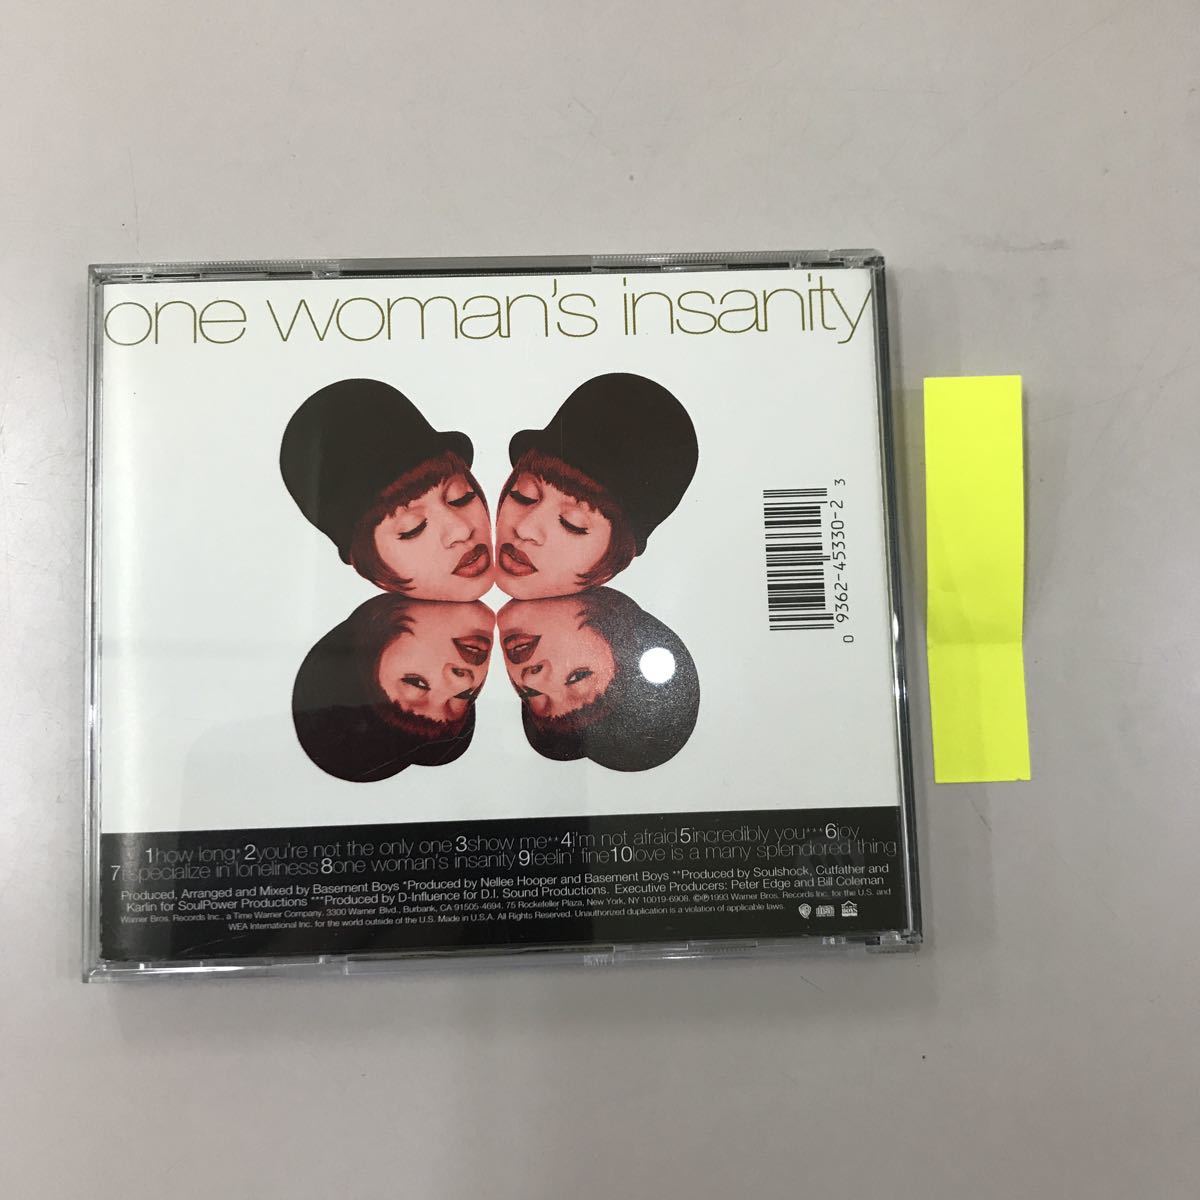 one woman's insanity
0 9362-45330-2 3
1how long* 2you're not the only one 3show me** 4i'm not afraid 5incredibly you*** 6joy
7i specialize in loneliness 8one woman's insanity 9feelin' fine 10love is a many splendored thing
Produced, Arranged and Mixed by Basement Boys *Produced by Nellee Hooper and Basement Boys **Produced by Soulshock, Cutfather and
Karlin for SoulPower Productions ***Produced by D-Influence for D.I. Sound Productions. Executive Producers: Peter Edge and Bill Coleman
Warner Bros. Records Inc., a Time Warner Company, 3300 Warner Blvd., Burbank, CA 91505-4694. 75 Rockefeller Plaza, New York, NY 10019-6908. ©℗1993 Warner Bros. Records Inc. for the U.S. and
WEA International Inc. for the world outside of the U.S. Made in U.S.A. All Rights Reserved. Unauthorized duplication is a violation of applicable laws.